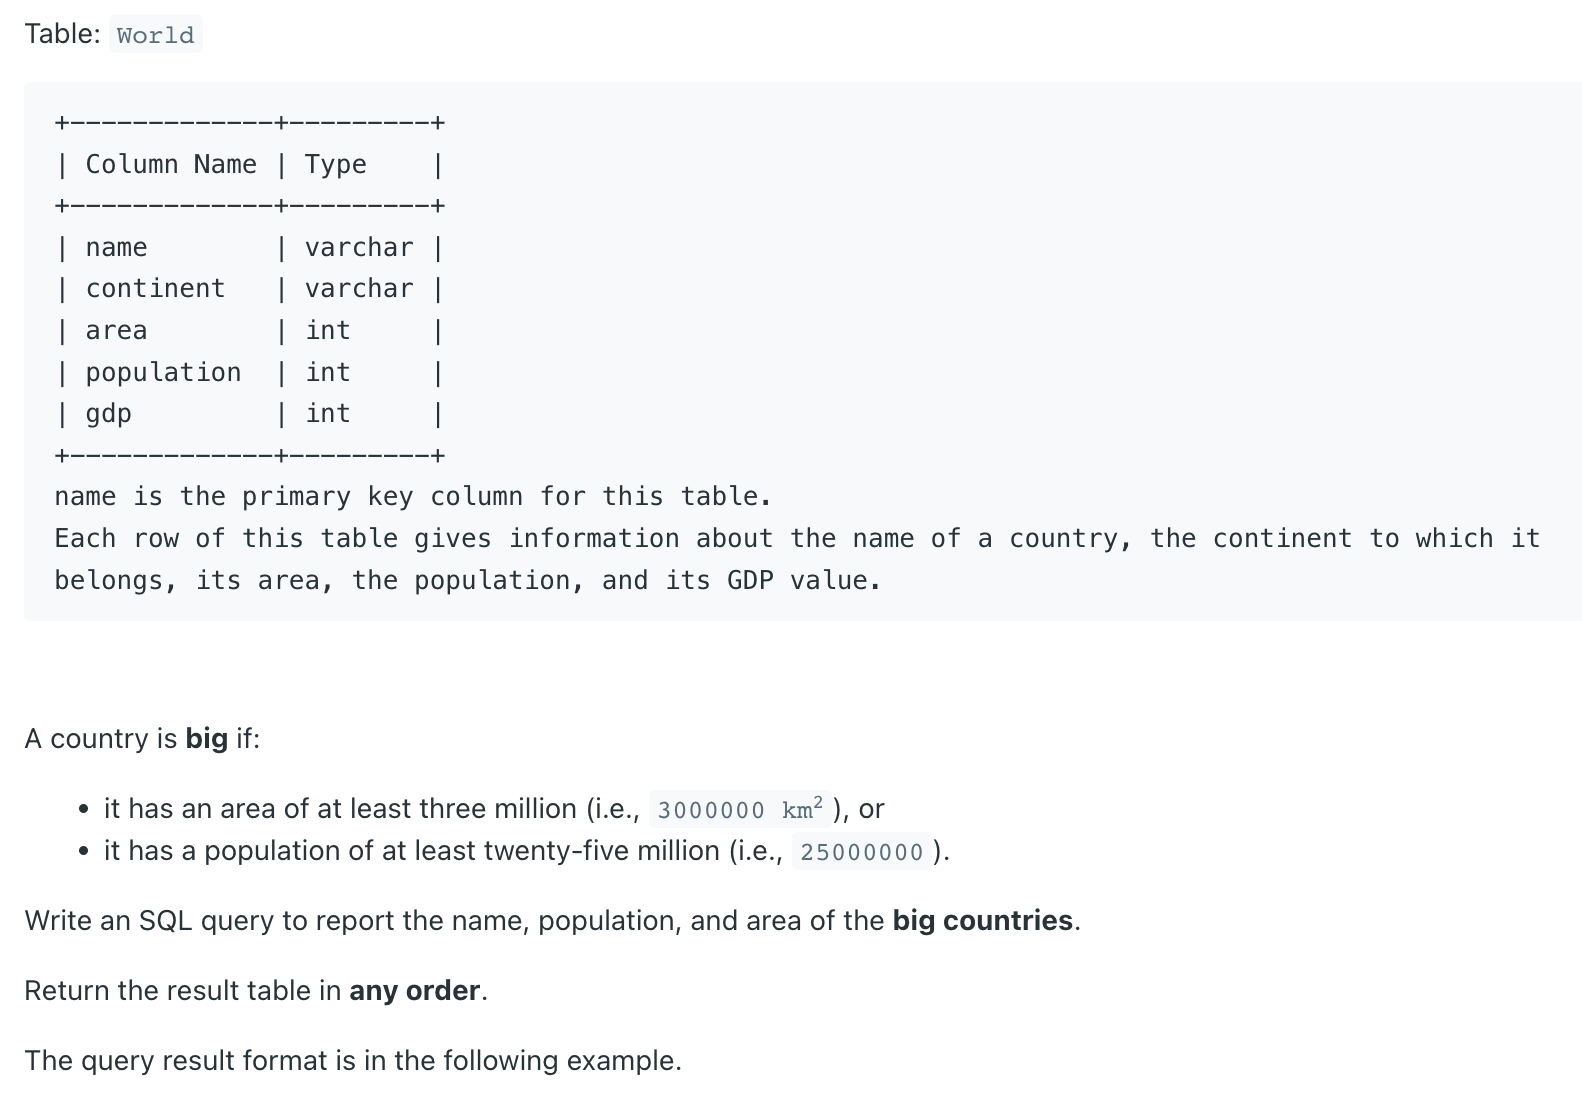 Table: World
+-------------+---------+
| Column Name | Type    |
+-------------+---------+
| name        | varchar |
| continent   | varchar |
| area        | int     |
| population  | int     |
| gdp         | int     |
+-------------+---------+
name is the primary key column for this table.
Each row of this table gives information about the name of a country, the continent to which it
belongs, its area, the population, and its GDP value.
A country is big if:
• it has an area of at least three million (i.e., 3000000 km²), or
• it has a population of at least twenty-five million (i.e., 25000000).
Write an SQL query to report the name, population, and area of the big countries.
Return the result table in any order.
The query result format is in the following example.